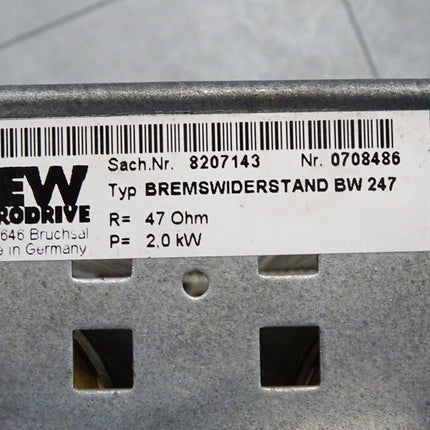 Sach.Nr. 8207143 Nr. 0708486
EW
RODRIVE
Typ BREMSWIDERSTAND BW 247
646 Bruchsal
R= 47 Ohm
e in Germany
P= 2,0 kW